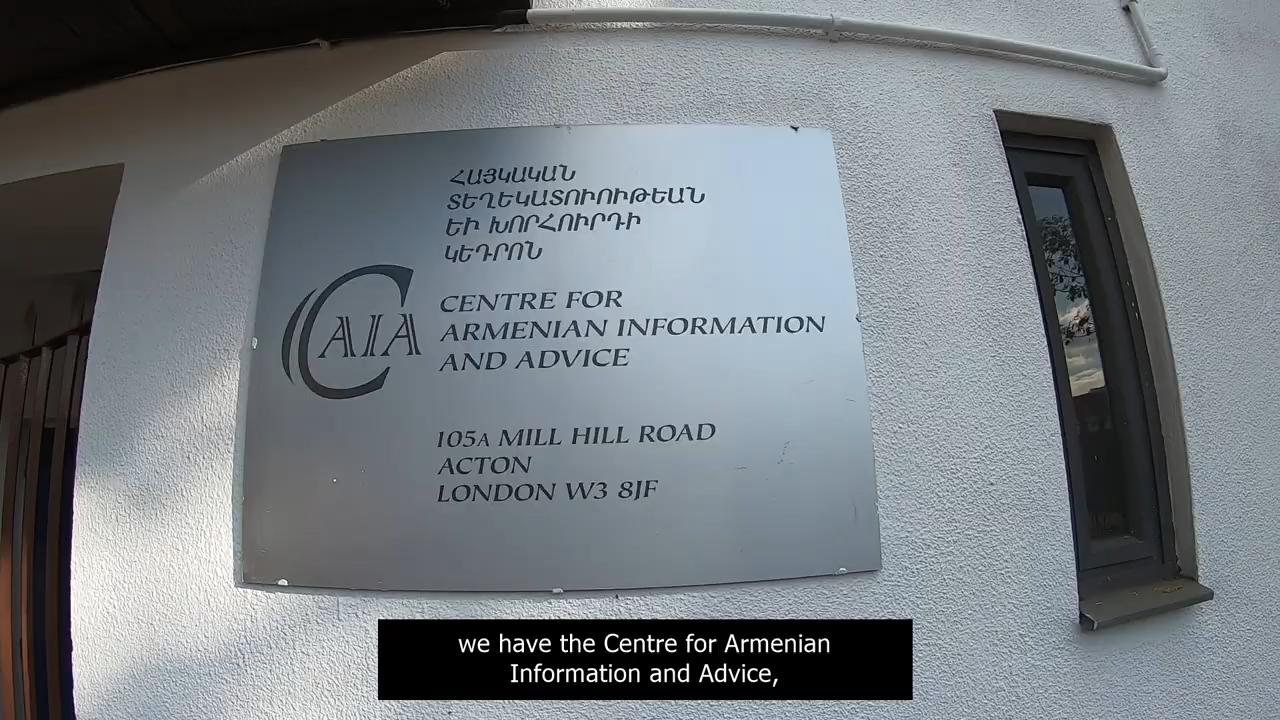 ՀԱՅԿԱԿԱՆ
ՏԵՂԵԿԱՏՈՒՈՒԹԵԱՆ
ԵՒ ԽՈՐՀՈՒՐԴԻ
ԿԵԴՐՈՆ
CAIA
CENTRE FOR
ARMENIAN INFORMATION
AND ADVICE
105A MILL HILL ROAD
ACTON
LONDON W3 8JF
we have the Centre for Armenian
Information and Advice,